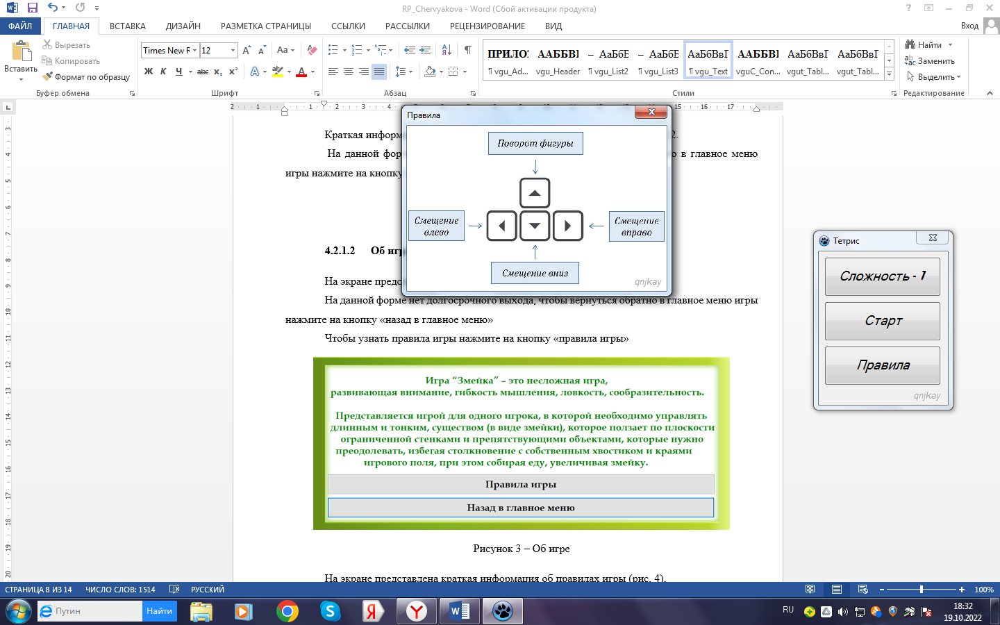 RP_Chervyakova - Word (Сбой активации продукта)
ФАЙЛ ГЛАВНАЯ ВСТАВКА ДИЗАЙН РАЗМЕТКА СТРАНИЦЫ ССЫЛКИ РАССЫЛКИ РЕЦЕНЗИРОВАНИЕ ВИД Вход
Вставить
Вырезать
Копировать
Формат по образцу
Буфер обмена
Times New R 12
Шрифт
Абзац
ПРИЛО ААББВ АаБбВ АаБбВ АаБбВвГ ААББВВ АаБбВвГ АаБбВвГ
¶ vgu_Ad... vgu_Header ¶ vgu_List2 ¶ vgu_List3 ¶ vgu_Text vguC_Con... vgut_Tabl... vgut_Tabl...
Стили
Найти
Заменить
Выделить
Редактирование
Краткая информ 2.
На данной фор о в главное меню
игры нажмите на кнопку
4.2.1.2 Об игр
На экране предс
На данной форме нет долгосрочного выхода, чтобы вернуться обратно в главное меню игры
нажмите на кнопку «назад в главное меню»
Чтобы узнать правила игры нажмите на кнопку «правила игры»
Игра “Змейка” – это несложная игра,
развивающая внимание, гибкость мышления, ловкость, сообразительность.
Представляется игрой для одного игрока, в которой необходимо управлять
длинным и тонким, существом (в виде змейки), которое ползает по плоскости
ограниченной стенками и препятствующими объектами, которые нужно
преодолевать, избегая столкновение с собственным хвостиком и краями
игрового поля, при этом собирая еду, увеличивая змейку.
Правила игры
Назад в главное меню
Рисунок 3 – Об игре
На экране представлена краткая информация об правилах игры (рис. 4).
Правила
Поворот фигуры
Смещение
влево
Смещение
вправо
Смещение вниз
qnjkay
Тетрис
Сложность - 1
Старт
Правила
qnjkay
СТРАНИЦА 8 ИЗ 14 ЧИСЛО СЛОВ: 1514 РУССКИЙ 100%
Путин Найти
RU
18:32
19.10.2022